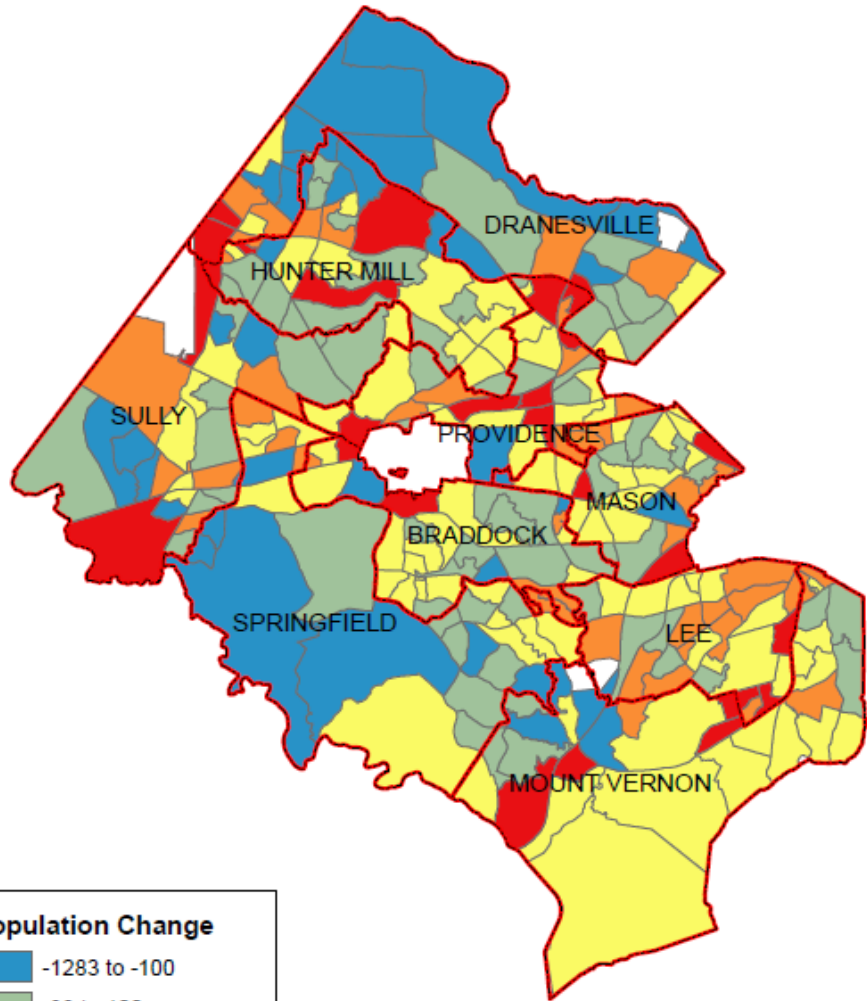 DRANESVILLE
HUNTER MILL
SULLY
PROVIDENCE
MASON
BRADDOCK
SPRINGFIELD
LEE
MOUNT VERNON
opulation Change
-1283 to -100